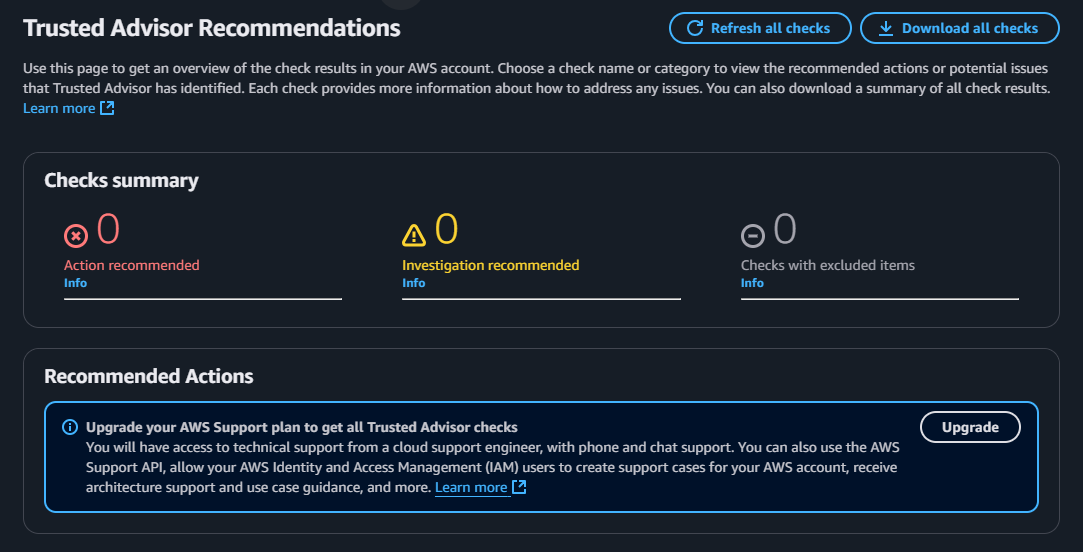 Trusted Advisor Recommendations
Refresh all checks
Download all checks
Use this page to get an overview of the check results in your AWS account. Choose a check name or category to view the recommended actions or potential issues
that Trusted Advisor has identified. Each check provides more information about how to address any issues. You can also download a summary of all check results.
Learn more
Checks summary
0
Action recommended
Info
0
Investigation recommended
Info
0
Checks with excluded items
Info
Recommended Actions
Upgrade your AWS Support plan to get all Trusted Advisor checks
You will have access to technical support from a cloud support engineer, with phone and chat support. You can also use the AWS
Support API, allow your AWS Identity and Access Management (IAM) users to create support cases for your AWS account, receive
architecture support and use case guidance, and more. Learn more
Upgrade